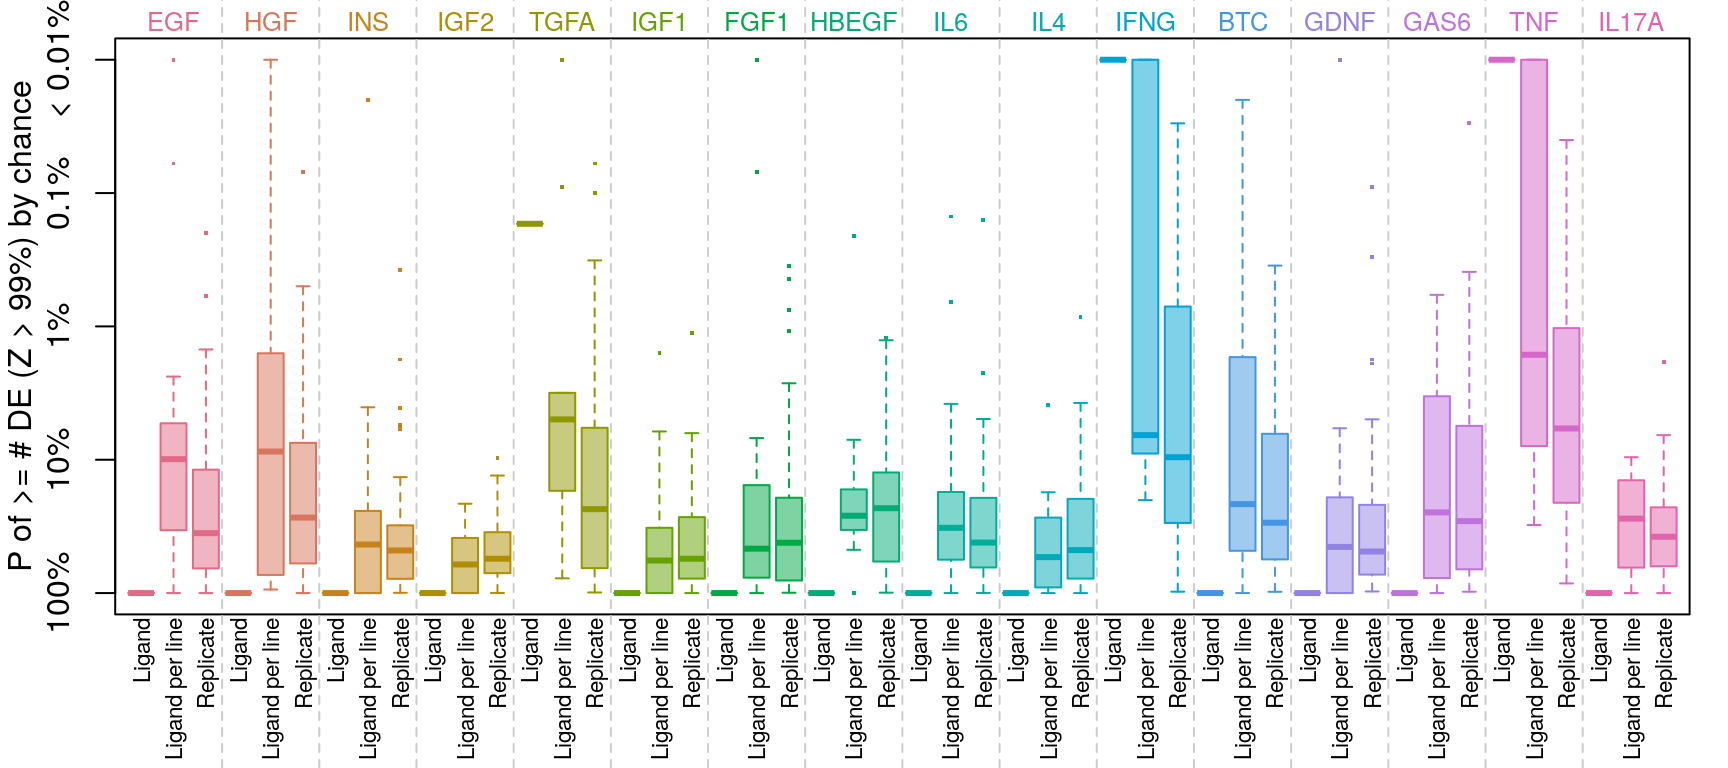 EGF HGF INS IGF2 TGFA IGF1 FGF1 HBEGF IL6 IL4 IFNG BTC GDNF GAS6 TNF IL17A
P of >= # DE (Z > 99%) by chance
< 0.01%
0.1%
1%
10%
100%
Ligand
Ligand per line
Replicate
Ligand
Ligand per line
Replicate
Ligand
Ligand per line
Replicate
Ligand
Ligand per line
Replicate
Ligand
Ligand per line
Replicate
Ligand
Ligand per line
Replicate
Ligand
Ligand per line
Replicate
Ligand
Ligand per line
Replicate
Ligand
Ligand per line
Replicate
Ligand
Ligand per line
Replicate
Ligand
Ligand per line
Replicate
Ligand
Ligand per line
Replicate
Ligand
Ligand per line
Replicate
Ligand
Ligand per line
Replicate
Ligand
Ligand per line
Replicate
Ligand
Ligand per line
Replicate